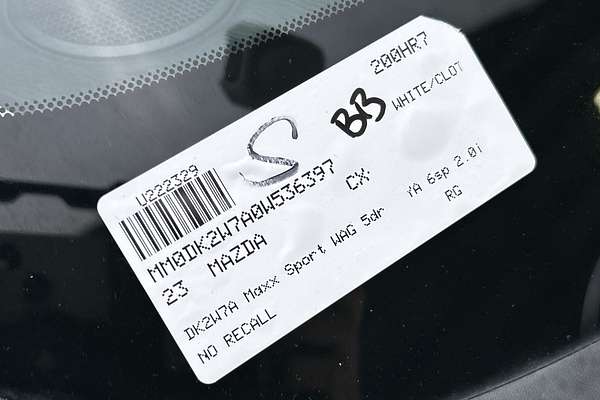 200HR7
BB WHITE/CLOT
S
U222329
MM0DK2W7A0W536397 CX
23 MAZDA
DK2W7A Maxx Sport WAG 5dr rA 6sp 2.0i
NO RECALL RG